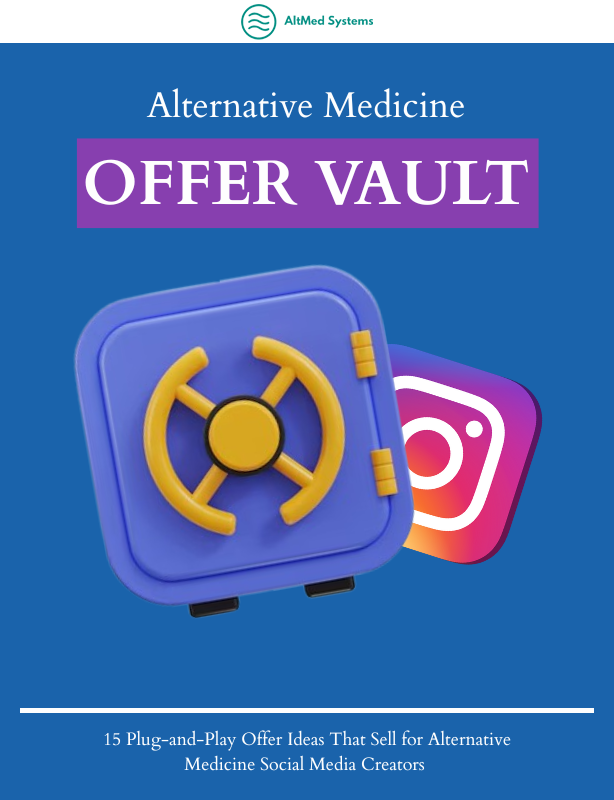 AltMed Systems
Alternative Medicine
OFFER VAULT
15 Plug-and-Play Offer Ideas That Sell for Alternative
Medicine Social Media Creators